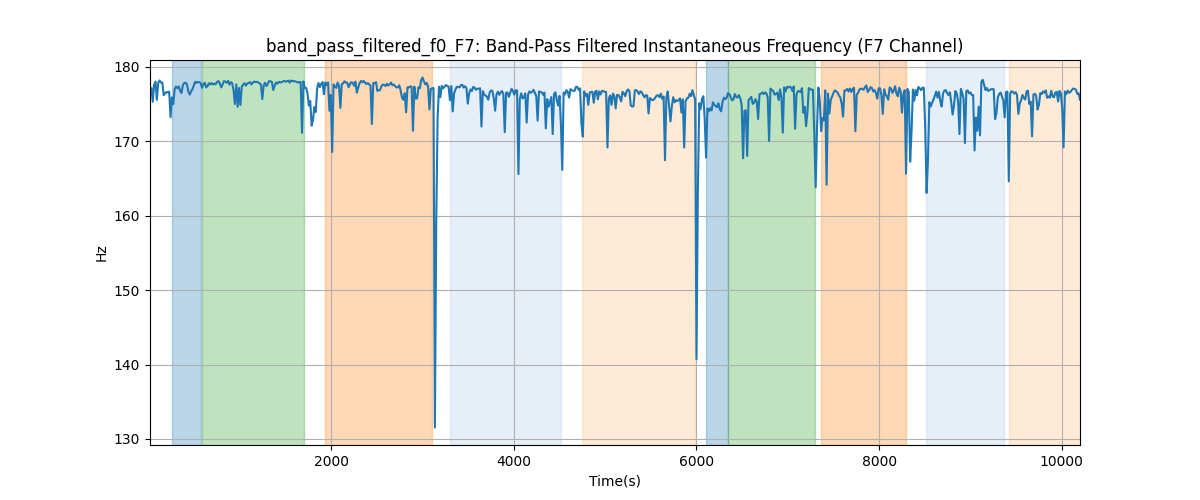 band_pass_filtered_f0_F7: Band-Pass Filtered Instantaneous Frequency (F7 Channel)
180
170
160
150
140
130
Hz
2000 4000 6000 8000 10000
Time(s)